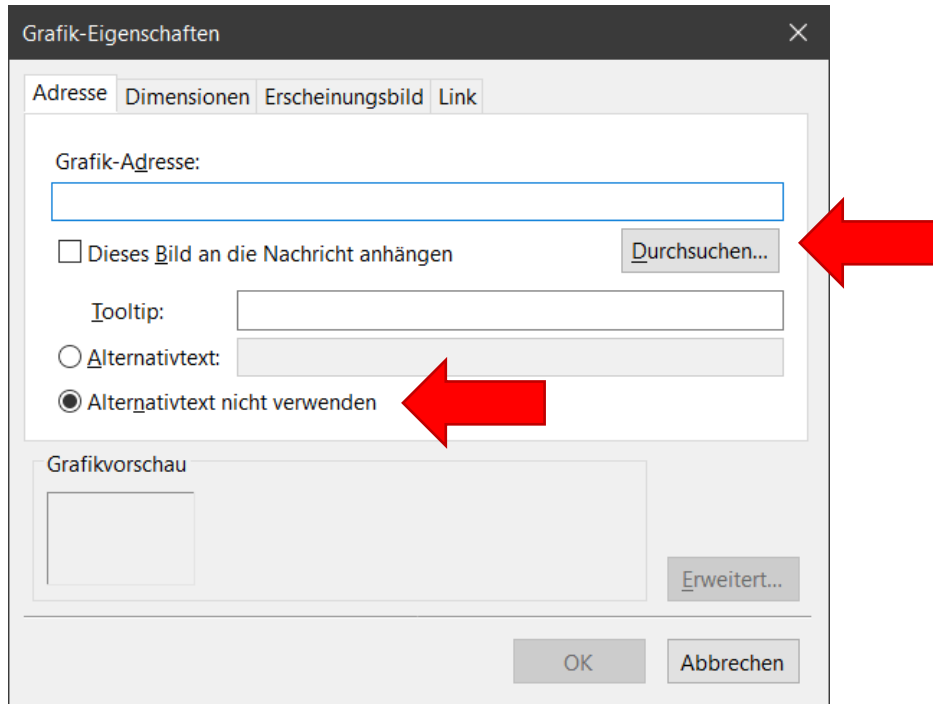 Grafik-Eigenschaften
Adresse Dimensionen Erscheinungsbild Link
Grafik-Adresse:
Dieses Bild an die Nachricht anhängen Durchsuchen...
Tooltip:
Alternativtext:
Alternativtext nicht verwenden
Grafikvorschau
Erweitert...
OK Abbrechen